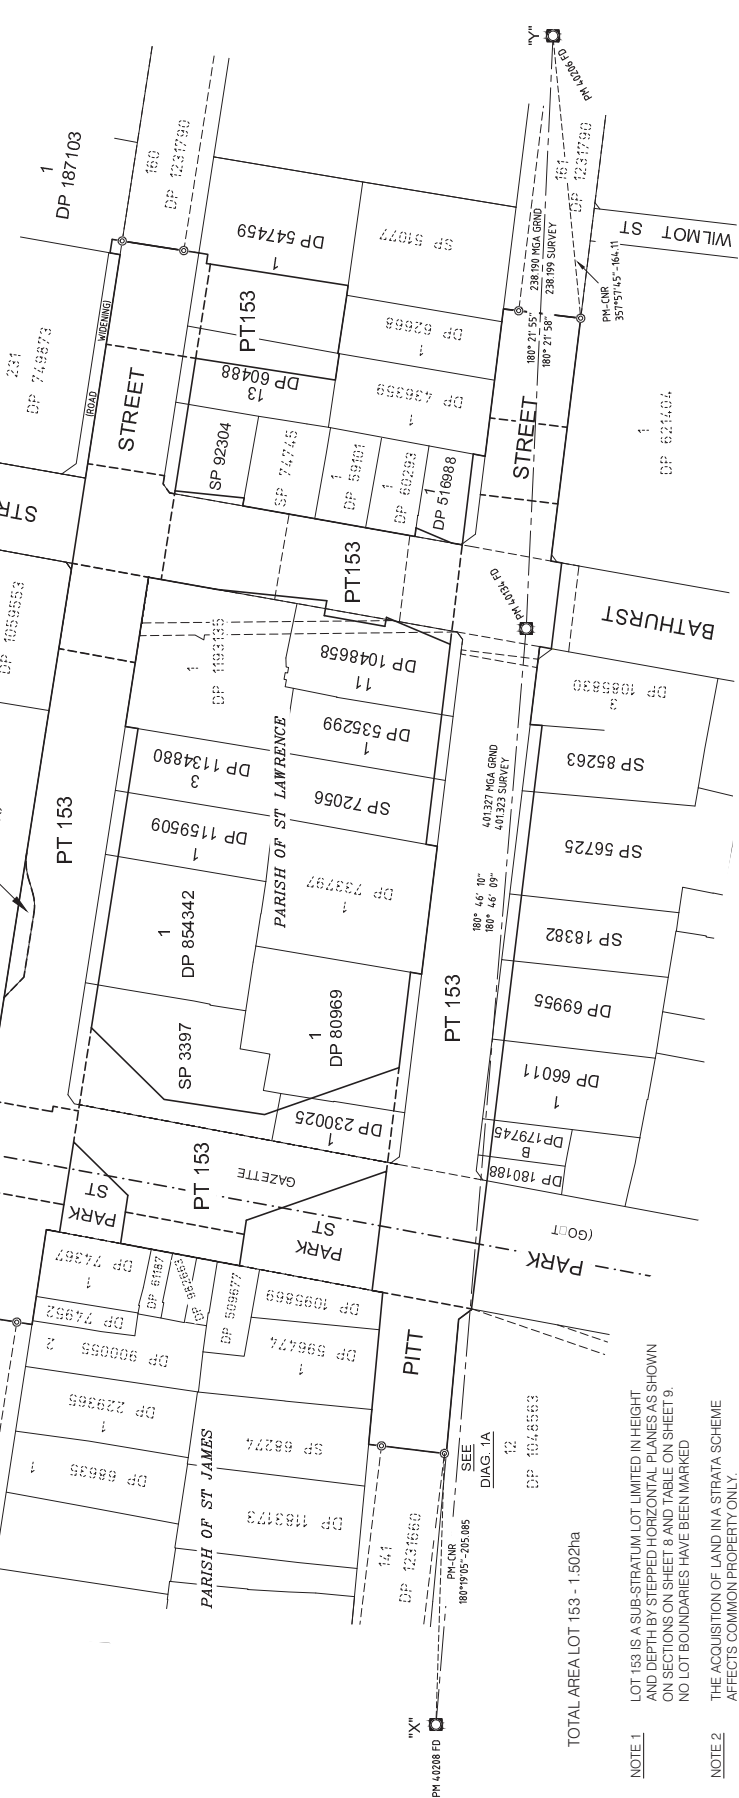 "Y"
PM 40206 FD
1
DP 187103
160
DP 1231790
161
DP 1231790
WILMOT
ST
DP 547459
1
SP 51077
238.190 MGA GRND
238.199 SURVEY
PM-CNR
357°57'45"-164.11
180° 21' 55"
180° 21' 58"
231
DP 749873
(ROAD
WIDENING)
STREET
PT153
DP 62668
1
DP 60488
13
DP 436359
1
STREET
1
DP 621404
SP 92304
SP 74745
1
DP 59101
1
DP 60293
1
DP 516988
STR
PT153
PM 40134 FD
BATHURST
DP 1059553
1
DP 1193135
DP 1048658
11
DP 1085830
3
DP 535299
1
PARISH OF ST LAWRENCE
SP 85263
PT 153
DP 1134880
3
SP 72056
401.327 MGA GRND
401.323 SURVEY
DP 1159509
1
DP 733797
1
SP 56725
180° 46' 10"
180° 46' 09"
1
DP 854342
SP 18382
PT 153
DP 69955
SP 3397
1
DP 80969
DP 66011
1
DP 230025
1
DP179745
B
DP 180188
PT 153
GAZETTE
PARK
ST
PARK
ST
PARK
(GO□T
DP 74367
1
DP 61187
DP 982663
DP 509677
DP 1095869
DP 74952
DP 900055
2
DP 596474
1
PITT
DP 229365
1
SP 68274
DP 68635
1
DP 1183173
PARISH OF ST JAMES
SEE
DIAG. 1A
12
DP 1048563
141
DP 1231660
PM-CNR
180°19'05"-205.085
"X"
PM 40208 FD
TOTAL AREA LOT 153 - 1.502ha
NOTE 1
LOT 153 IS A SUB-STRATUM LOT LIMITED IN HEIGHT
AND DEPTH BY STEPPED HORIZONTAL PLANES AS SHOWN
ON SECTIONS ON SHEET 8 AND TABLE ON SHEET 9.
NO LOT BOUNDARIES HAVE BEEN MARKED
NOTE 2
THE ACQUISITION OF LAND IN A STRATA SCHEME
AFFECTS COMMON PROPERTY ONLY.